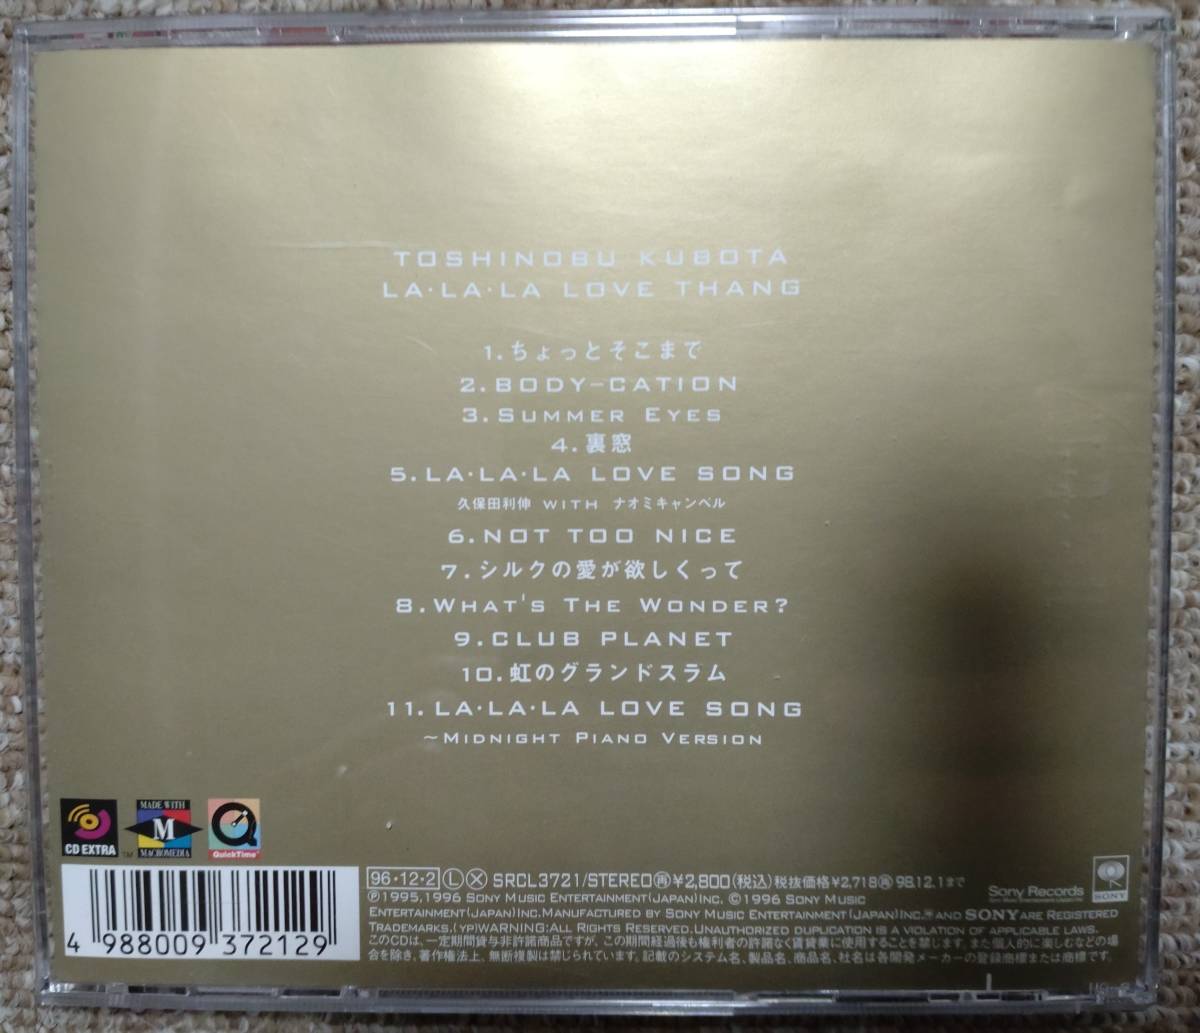 TOSHINOBU KUBOTA
LA·LA·LA LOVE THANG
1.ちょっとそこまで
2.BODY-CATION
3.SUMMER EYES
4.裏窓
5.LA·LA·LA LOVE SONG
久保田利伸 WITH ナオミキャンベル
6.NOT TOO NICE
7.シルクの愛が欲しくって
8.WHAT'S THE WONDER?
9.CLUB PLANET
10.虹のグランドスラム
11.LA·LA·LA LOVE SONG
~MIDNIGHT PIANO VERSION
CD EXTRA
MADE WITH
M
MACROMEDIA
TM
QuickTime™
96·12·2 Ⓛ Ⓧ SRCL3721/STEREO ㊢¥2,800(税込)税抜価格¥2,718㊢98.12.1まで
Ⓟ1995,1996 SONY MUSIC ENTERTAINMENT(JAPAN)INC. ©1996 SONY MUSIC
ENTERTAINMENT(JAPAN)INC.MANUFACTURED BY SONY MUSIC ENTERTAINMENT(JAPAN)INC. AND SONY ARE REGISTERED
TRADEMARKS.(YP)WARNING:ALL RIGHTS RESERVED.UNAUTHORIZED DUPLICATION IS A VIOLATION OF APPLICABLE LAWS.
このCDは、一定期間貸与非許諾商品ですが、この期間経過後も権利者の許諾なく賃貸業に使用することを禁じます。また個人的に楽しむなどの場
合を除き、著作権法上、無断複製は禁じられています。記載のシステム名、製品名、商品名、社名は各開発メーカーの登録商標または商標です。
Sony Records
SONY
4 988009 372129